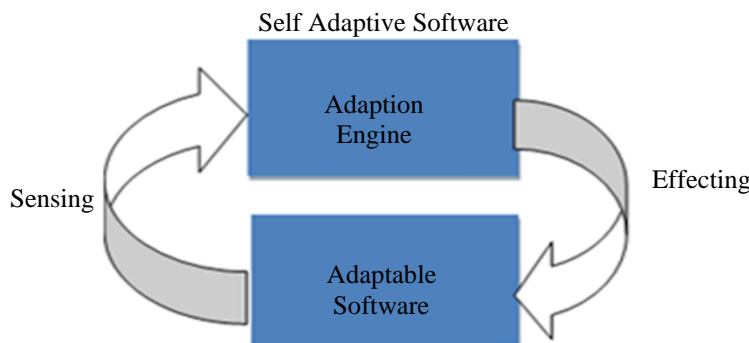 Self Adaptive Software
Adaption
Engine
Sensing
Effecting
Adaptable
Software